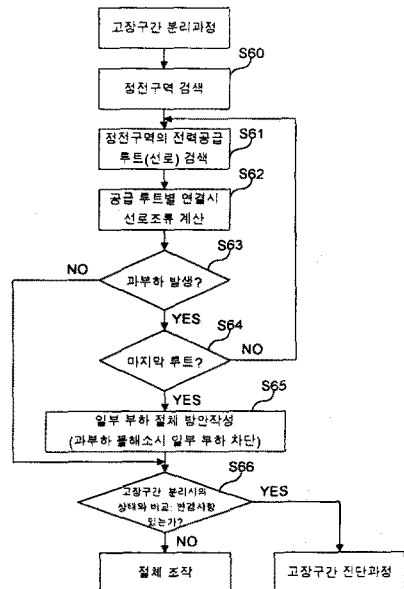 고장구간 분리과정
S60
정전구역 검색
S61
정전구역의 전력공급
루트(선로) 검색
S62
공급 루트별 연결시
선로조류 계산
S63
NO
과부하 발생?
YES
S64
마지막 루트?
NO
YES
S65
일부 부하 절체 방안작성
(과부하 불해소시 일부 부하 차단)
S66
고장구간 분리시의
상태와 비교: 변경사항
있는가?
YES
NO
절체 조작
고장구간 진단과정